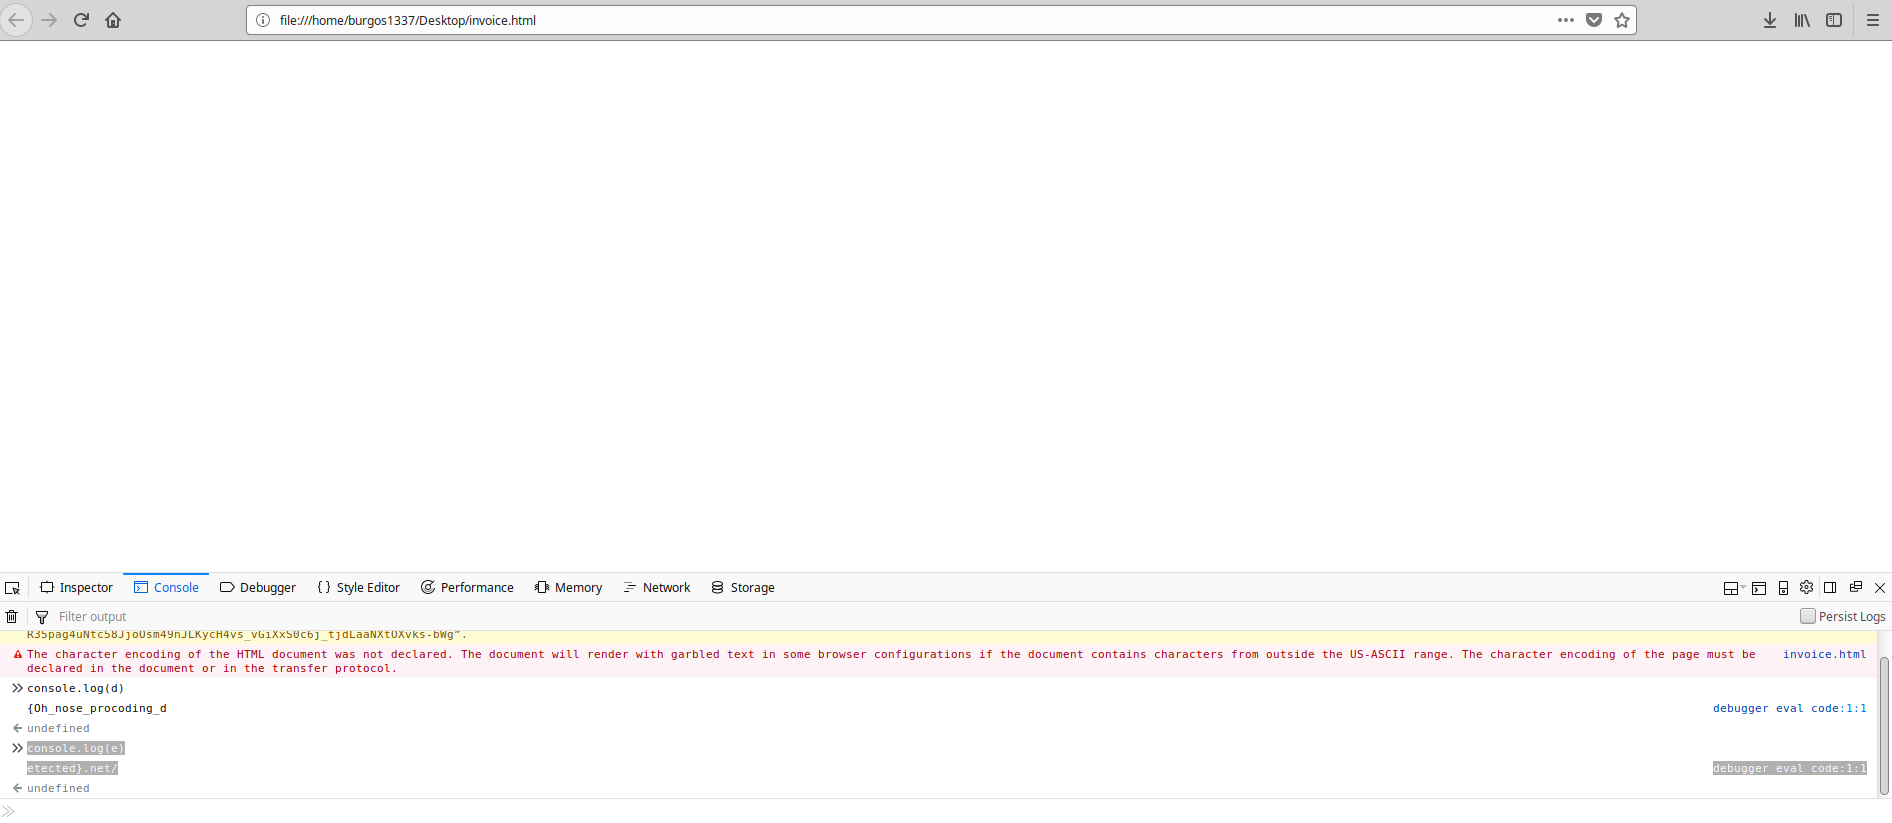 file:///home/burgos1337/Desktop/invoice.html
Inspector Console Debugger Style Editor Performance Memory Network Storage
Filter output Persist Logs
The character encoding of the HTML document was not declared. The document will render with garbled text in some browser configurations if the document contains characters from outside the US-ASCII range. The character encoding of the page must be invoice.html
declared in the document or in the transfer protocol.
console.log(d)
{Oh_nose_procoding_d debugger eval code:1:1
undefined
console.log(e)
etected}.net/ debugger eval code:1:1
undefined